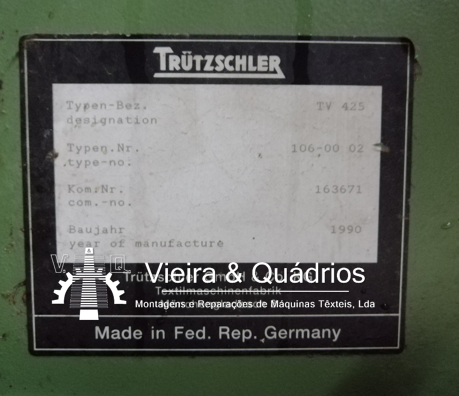 TRÜTZSCHLER
Typen-Bez. TV 425
designation
Typen.Nr. 106-00 02
type-no.
Kom.Nr. 163671
com.-no.
Baujahr 1990
year of manufacture
V Q
Vieira & Quádrios
Textilmaschinenfabrik
Montagens e Reparações de Máquinas Têxteis, Lda
Made in Fed. Rep. Germany